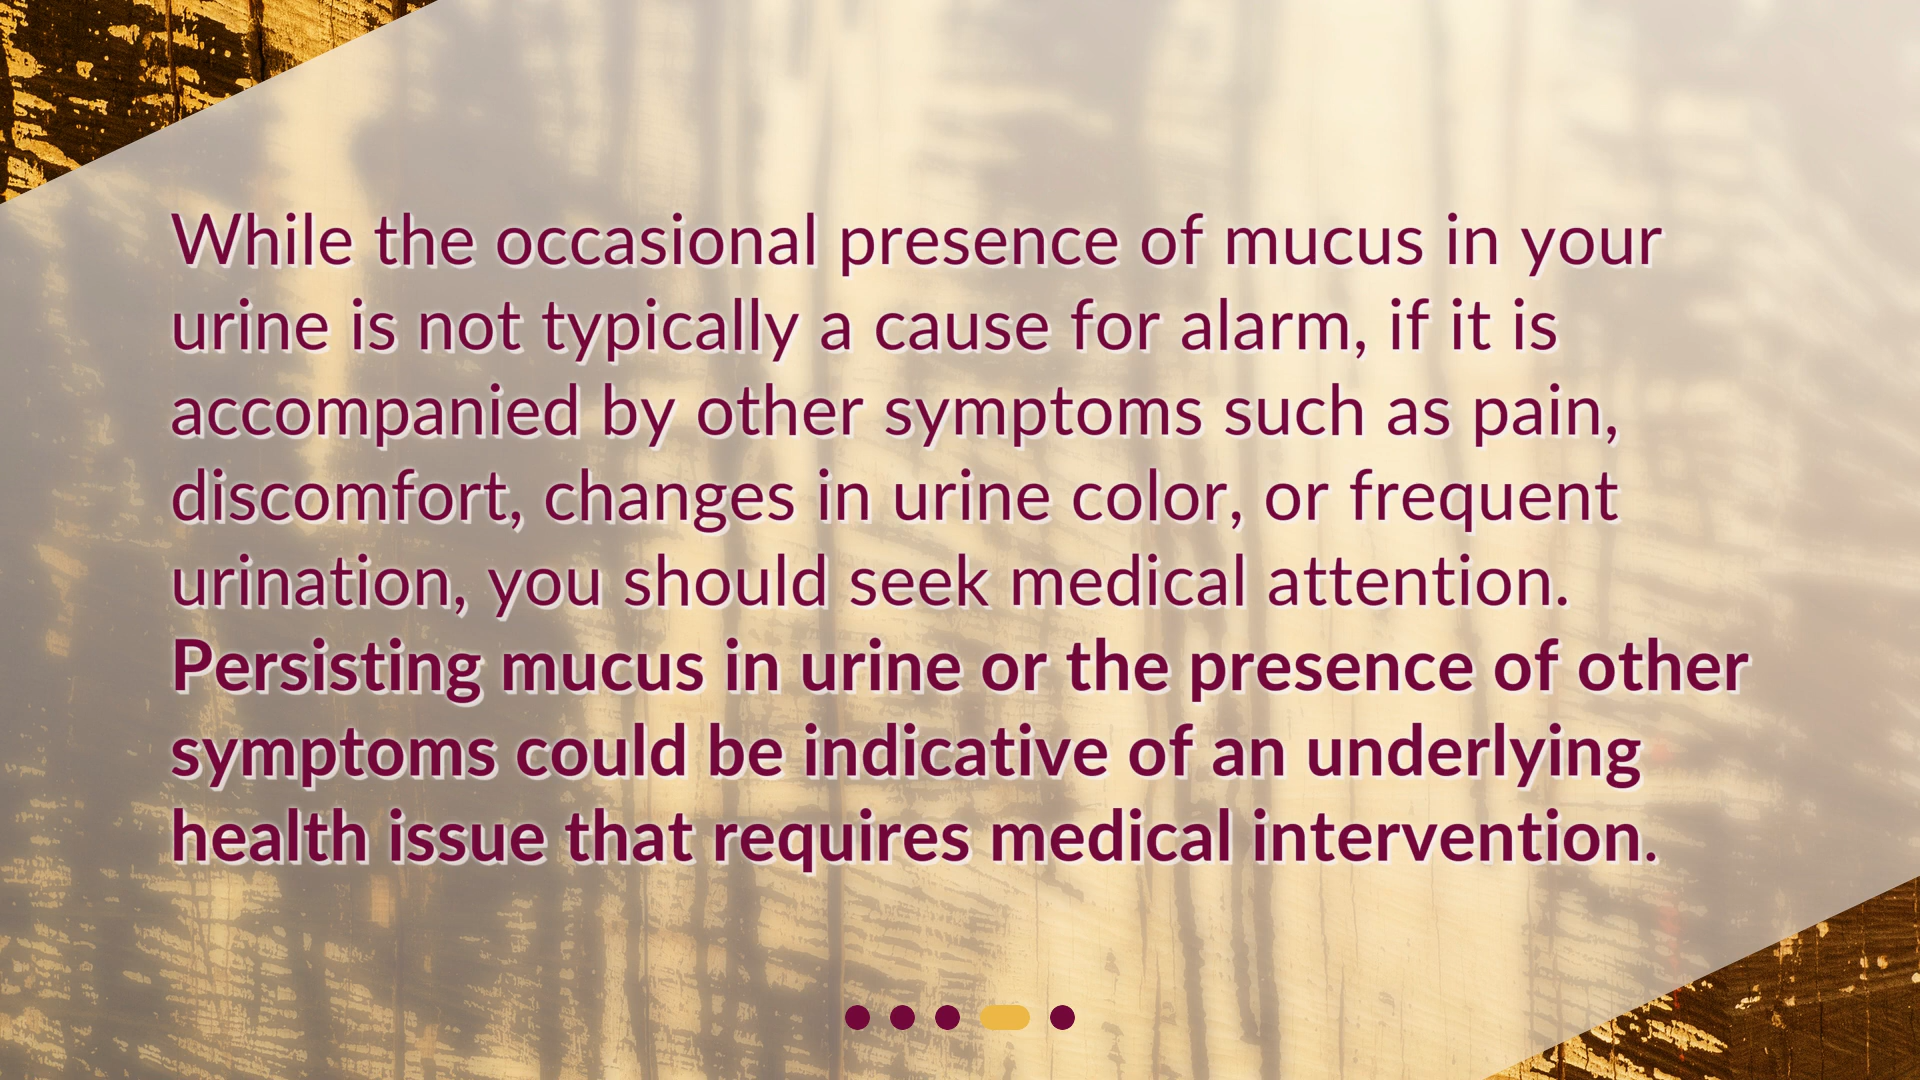 While the occasional presence of mucus in your
urine is not typically a cause for alarm, if it is
accompanied by other symptoms such as pain,
discomfort, changes in urine color, or frequent
urination, you should seek medical attention.
Persisting mucus in urine or the presence of other
symptoms could be indicative of an underlying
health issue that requires medical intervention.